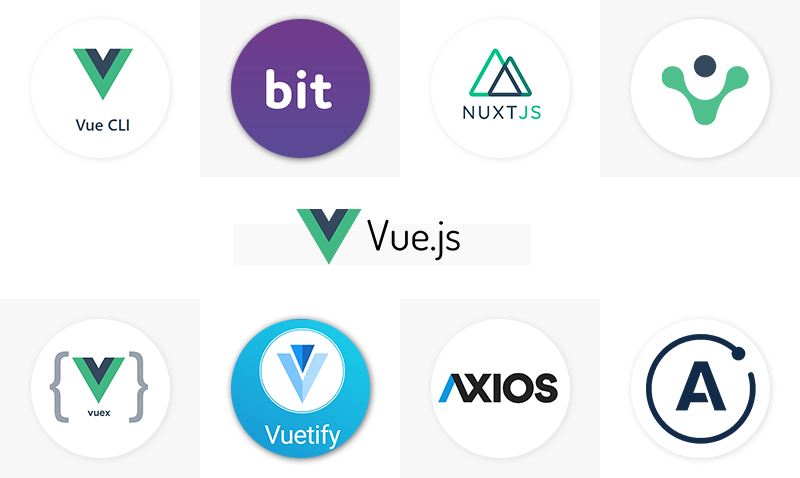 Vue CLI
bit
NUXTJS
Vue.js
{ vuex }
Vuetify
AXIOS
A